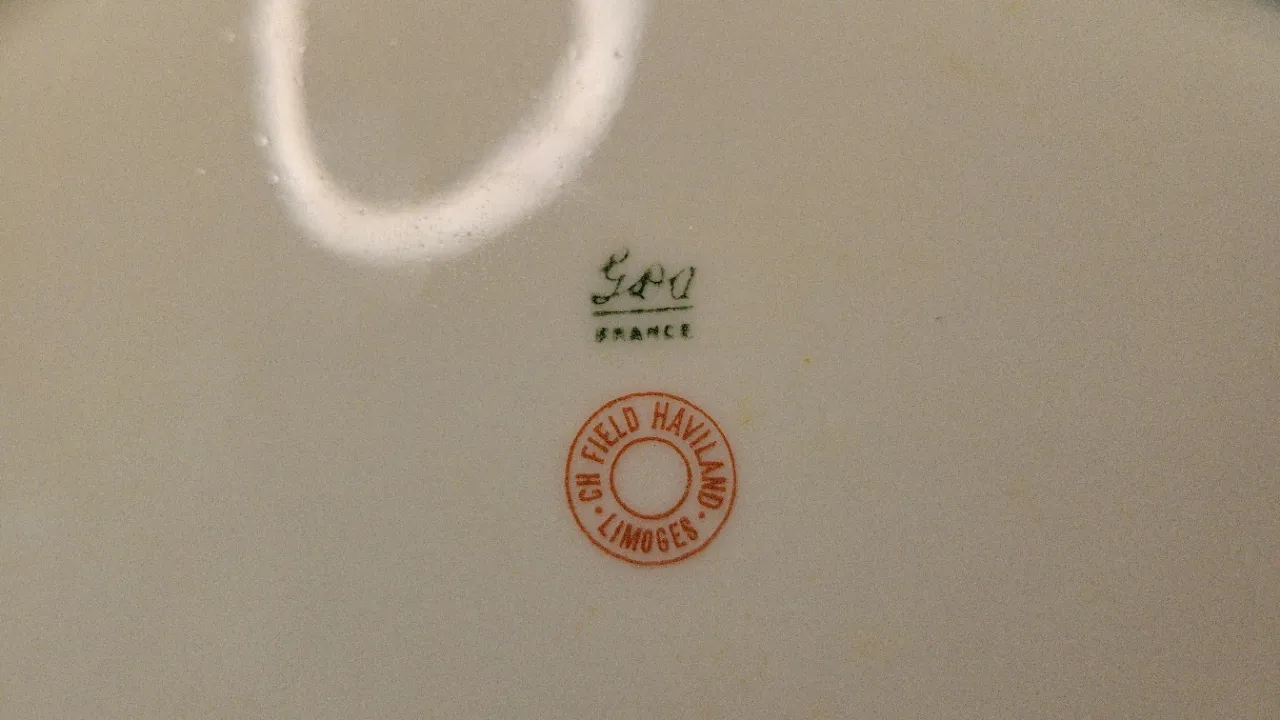 GDA
FRANCE
CH FIELD HAVILAND
· LIMOGES ·